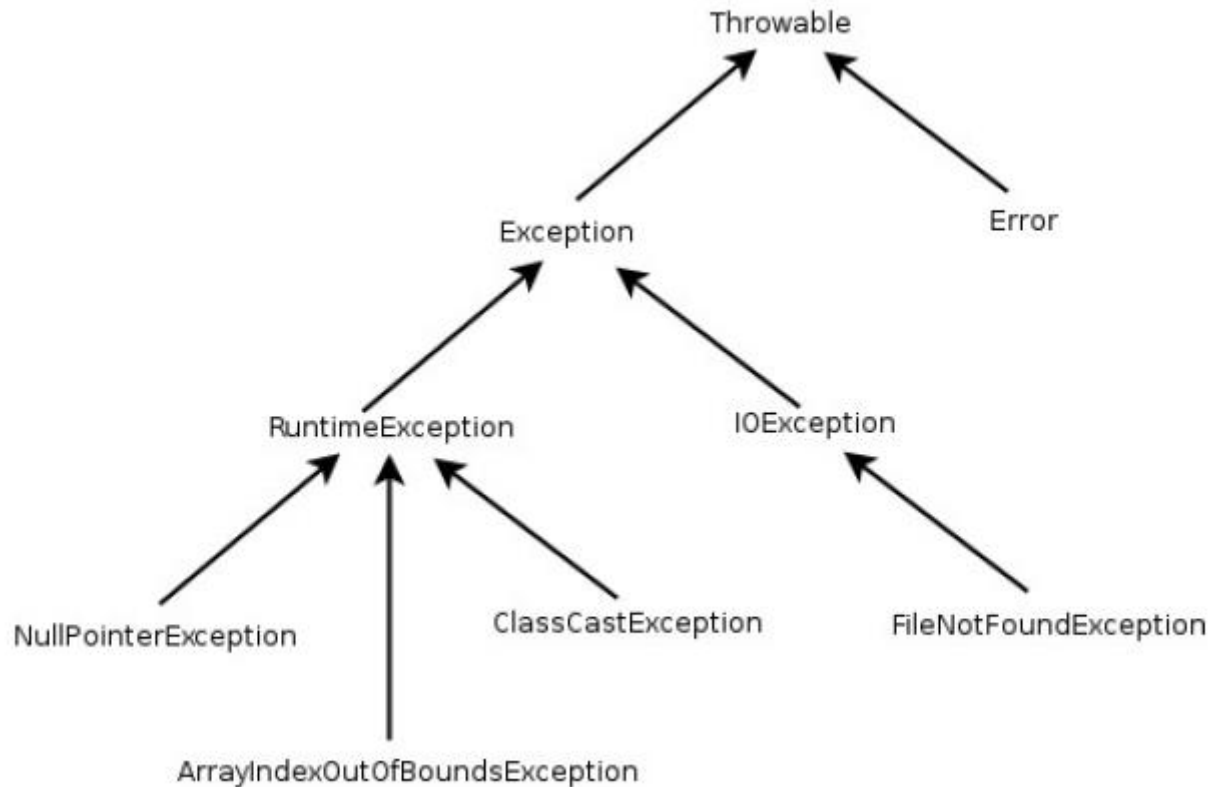 Throwable
Error
Exception
RuntimeException
IOException
NullPointerException
ClassCastException
FileNotFoundException
ArrayIndexOutOfBoundsException